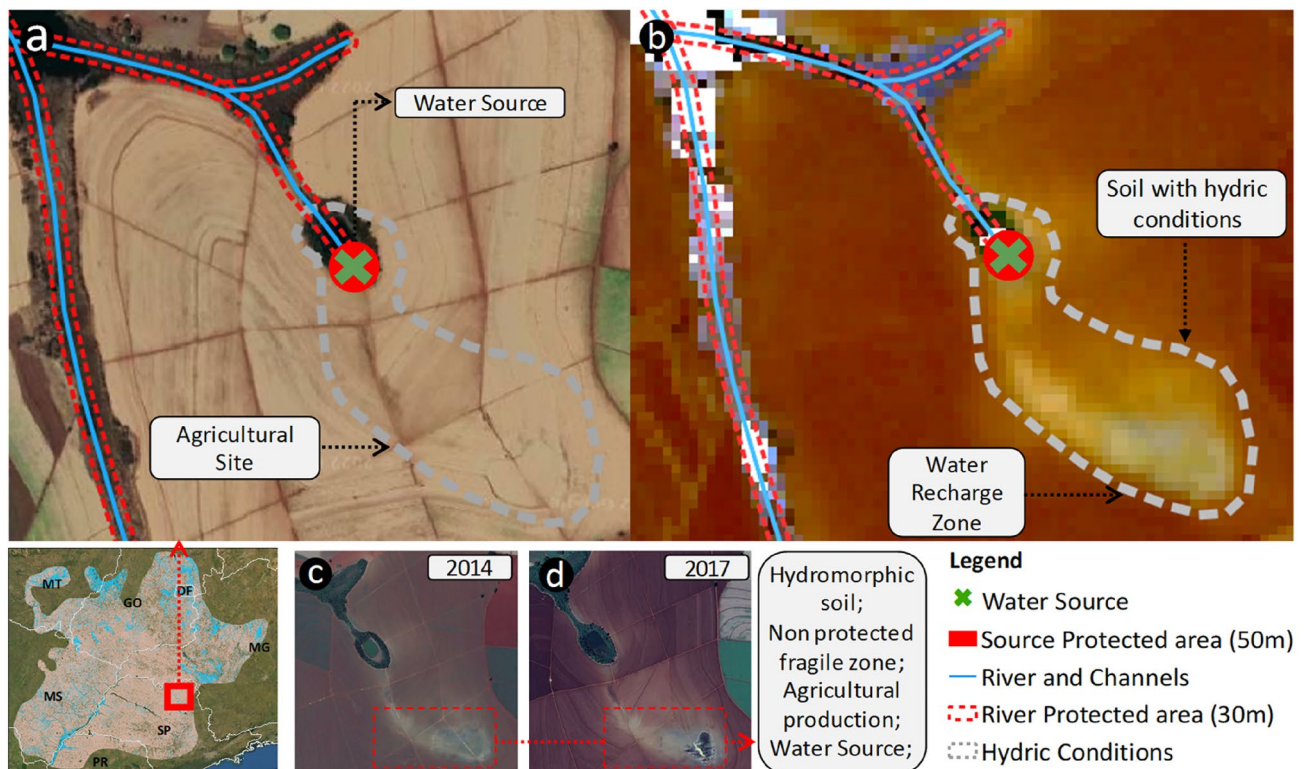 a
Water Source
Agricultural
Site
b
Soil with hydric
conditions
Water
Recharge
Zone
MT
GO
DF
MG
MS
SP
PR
c
2014
d
2017
Hydromorphic
soil;
Non protected
fragile zone;
Agricultural
production;
Water Source;
Legend
Water Source
Source Protected area (50m)
River and Channels
River Protected area (30m)
Hydric Conditions